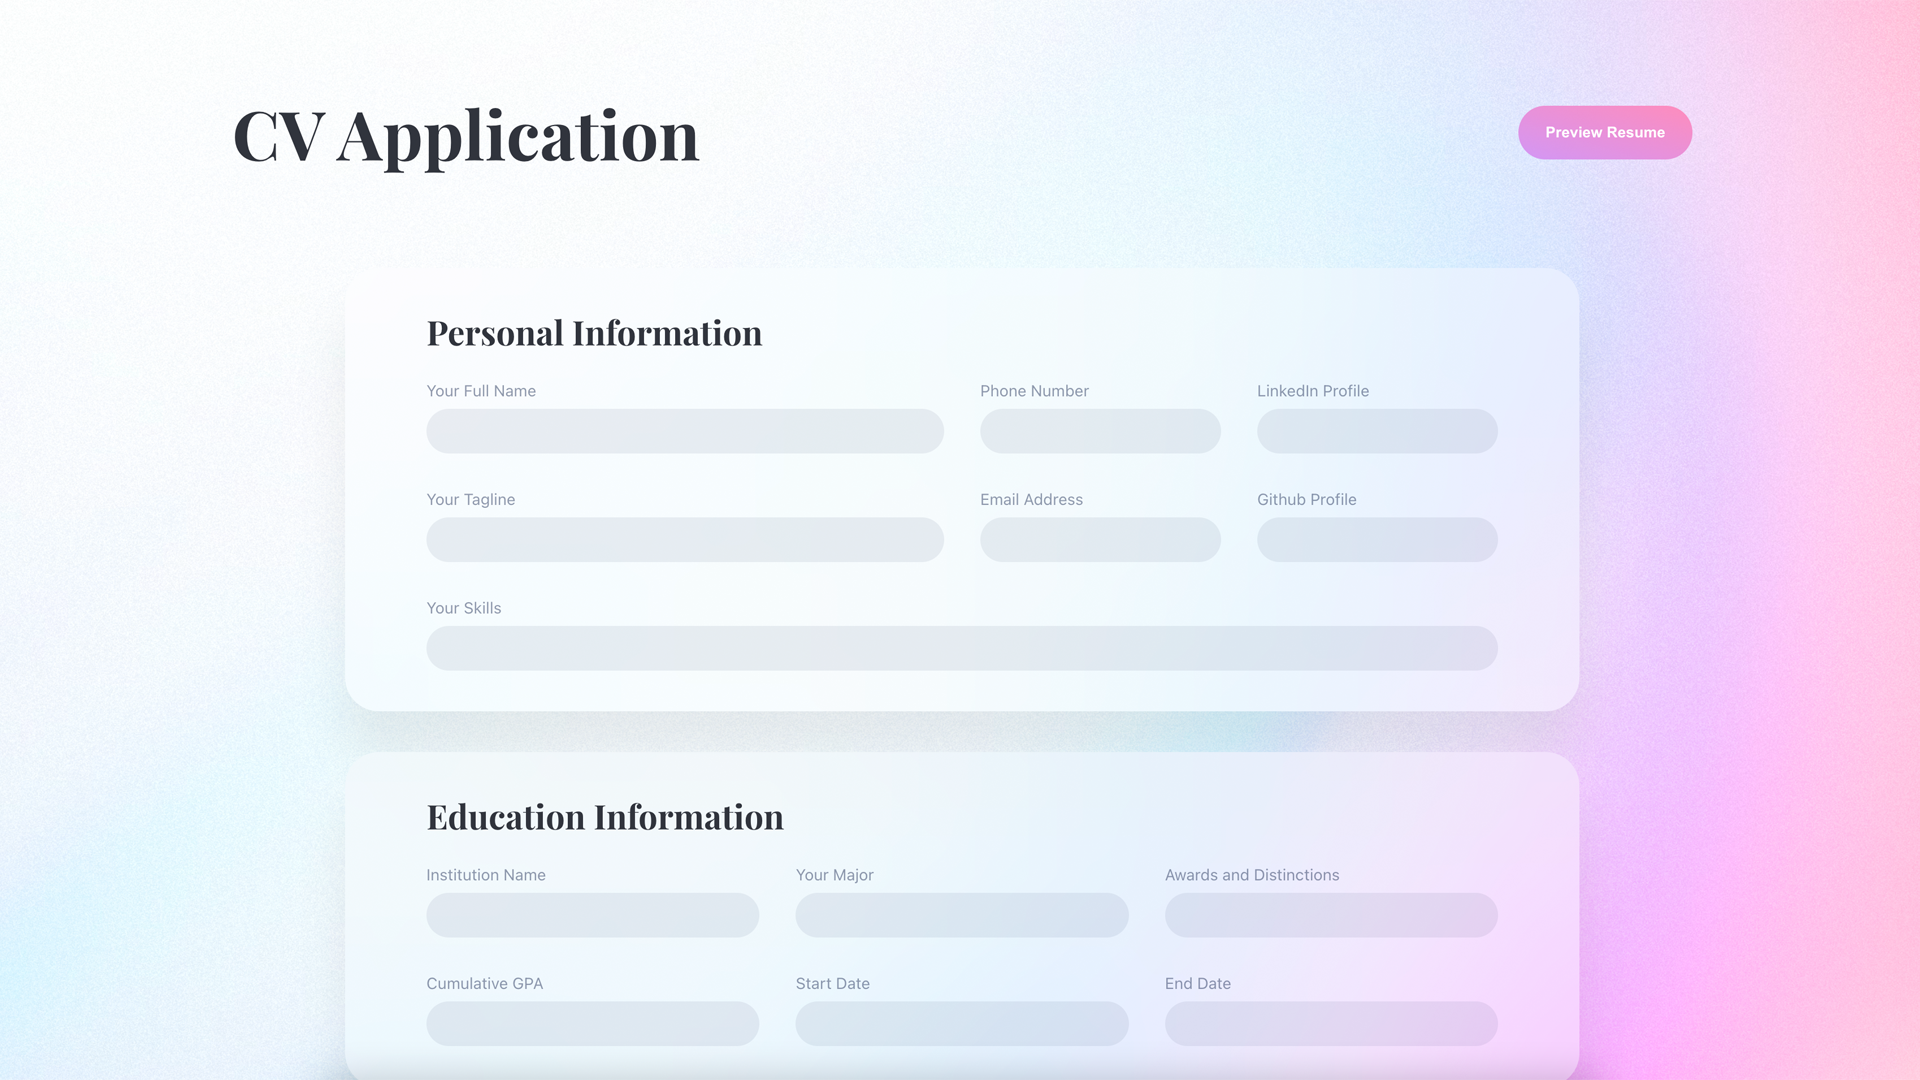 CV Application
Preview Resume
Personal Information
Your Full Name
Phone Number
LinkedIn Profile
Your Tagline
Email Address
Github Profile
Your Skills
Education Information
Institution Name
Your Major
Awards and Distinctions
Cumulative GPA
Start Date
End Date